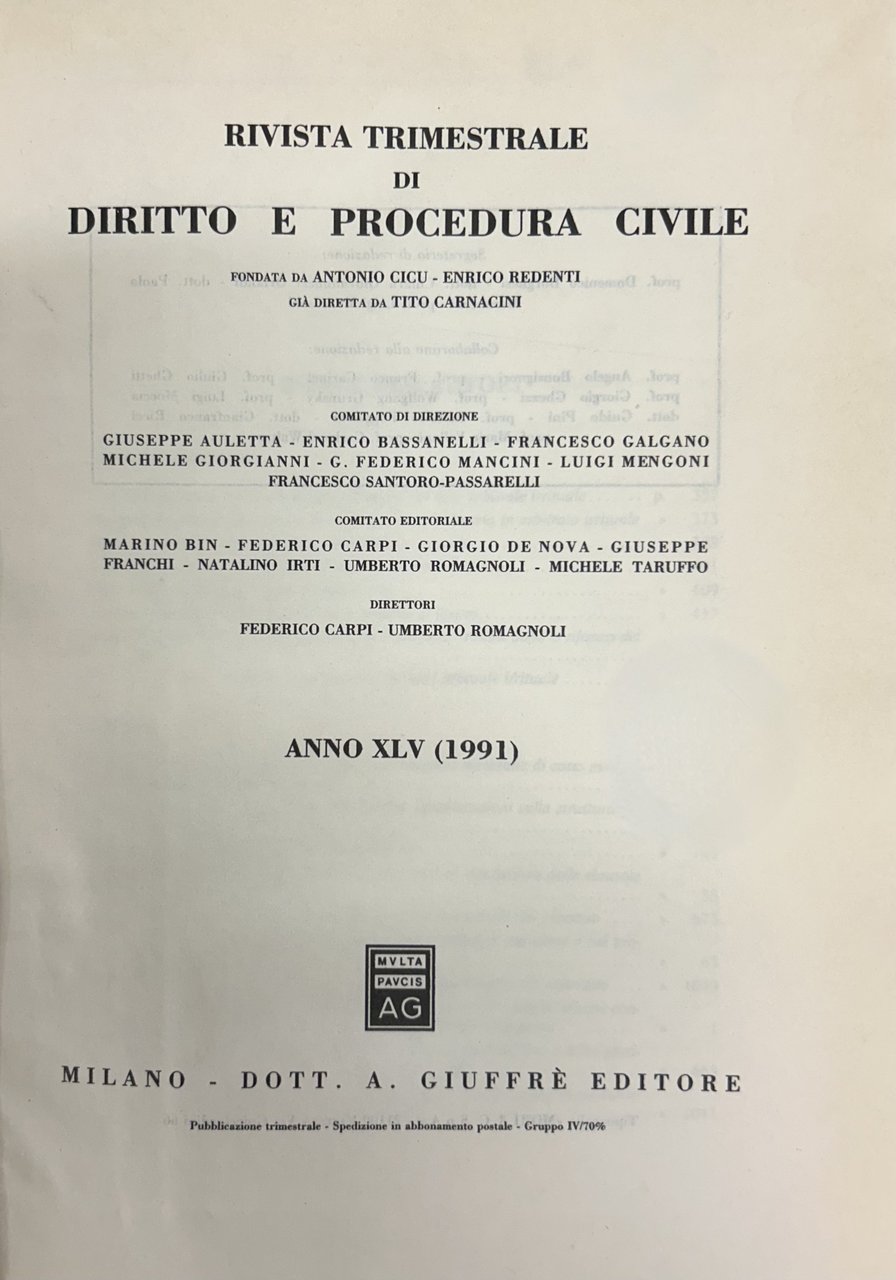 RIVISTA TRIMESTRALE
DI
DIRITTO E PROCEDURA CIVILE
FONDATA DA ANTONIO CICU - ENRICO REDENTI
GIÀ DIRETTA DA TITO CARNACINI
COMITATO DI DIREZIONE
GIUSEPPE AULETTA - ENRICO BASSANELLI - FRANCESCO GALGANO
MICHELE GIORGIANNI - G. FEDERICO MANCINI - LUIGI MENGONI
FRANCESCO SANTORO-PASSARELLI
COMITATO EDITORIALE
MARINO BIN - FEDERICO CARPI - GIORGIO DE NOVA - GIUSEPPE
FRANCHI - NATALINO IRTI - UMBERTO ROMAGNOLI - MICHELE TARUFFO
DIRETTORI
FEDERICO CARPI - UMBERTO ROMAGNOLI
ANNO XLV (1991)
MVLTA
PAVCIS
AG
MILANO - DOTT. A. GIUFFRÈ EDITORE
Pubblicazione trimestrale - Spedizione in abbonamento postale - Gruppo IV/70%